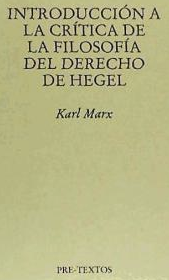 INTRODUCCIÓN A
LA CRÍTICA DE
LA FILOSOFÍA
DEL DERECHO
DE HEGEL
Karl Marx
PRE-TEXTOS